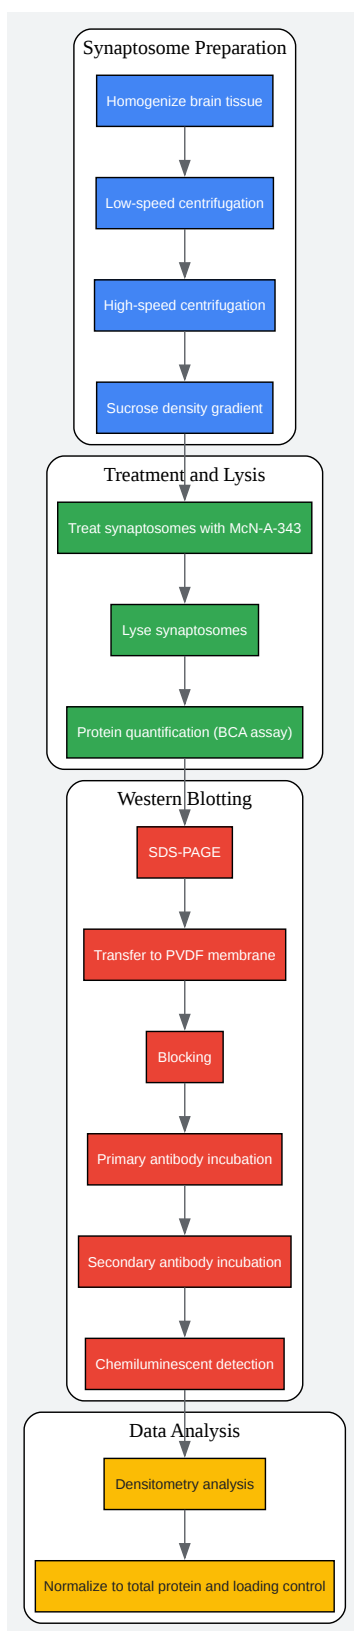 Synaptosome Preparation
Homogenize brain tissue
Low-speed centrifugation
High-speed centrifugation
Sucrose density gradient
Treatment and Lysis
Treat synaptosomes with McN-A-343
Lyse synaptosomes
Protein quantification (BCA assay)
Western Blotting
SDS-PAGE
Transfer to PVDF membrane
Blocking
Primary antibody incubation
Secondary antibody incubation
Chemiluminescent detection
Data Analysis
Densitometry analysis
Normalize to total protein and loading control